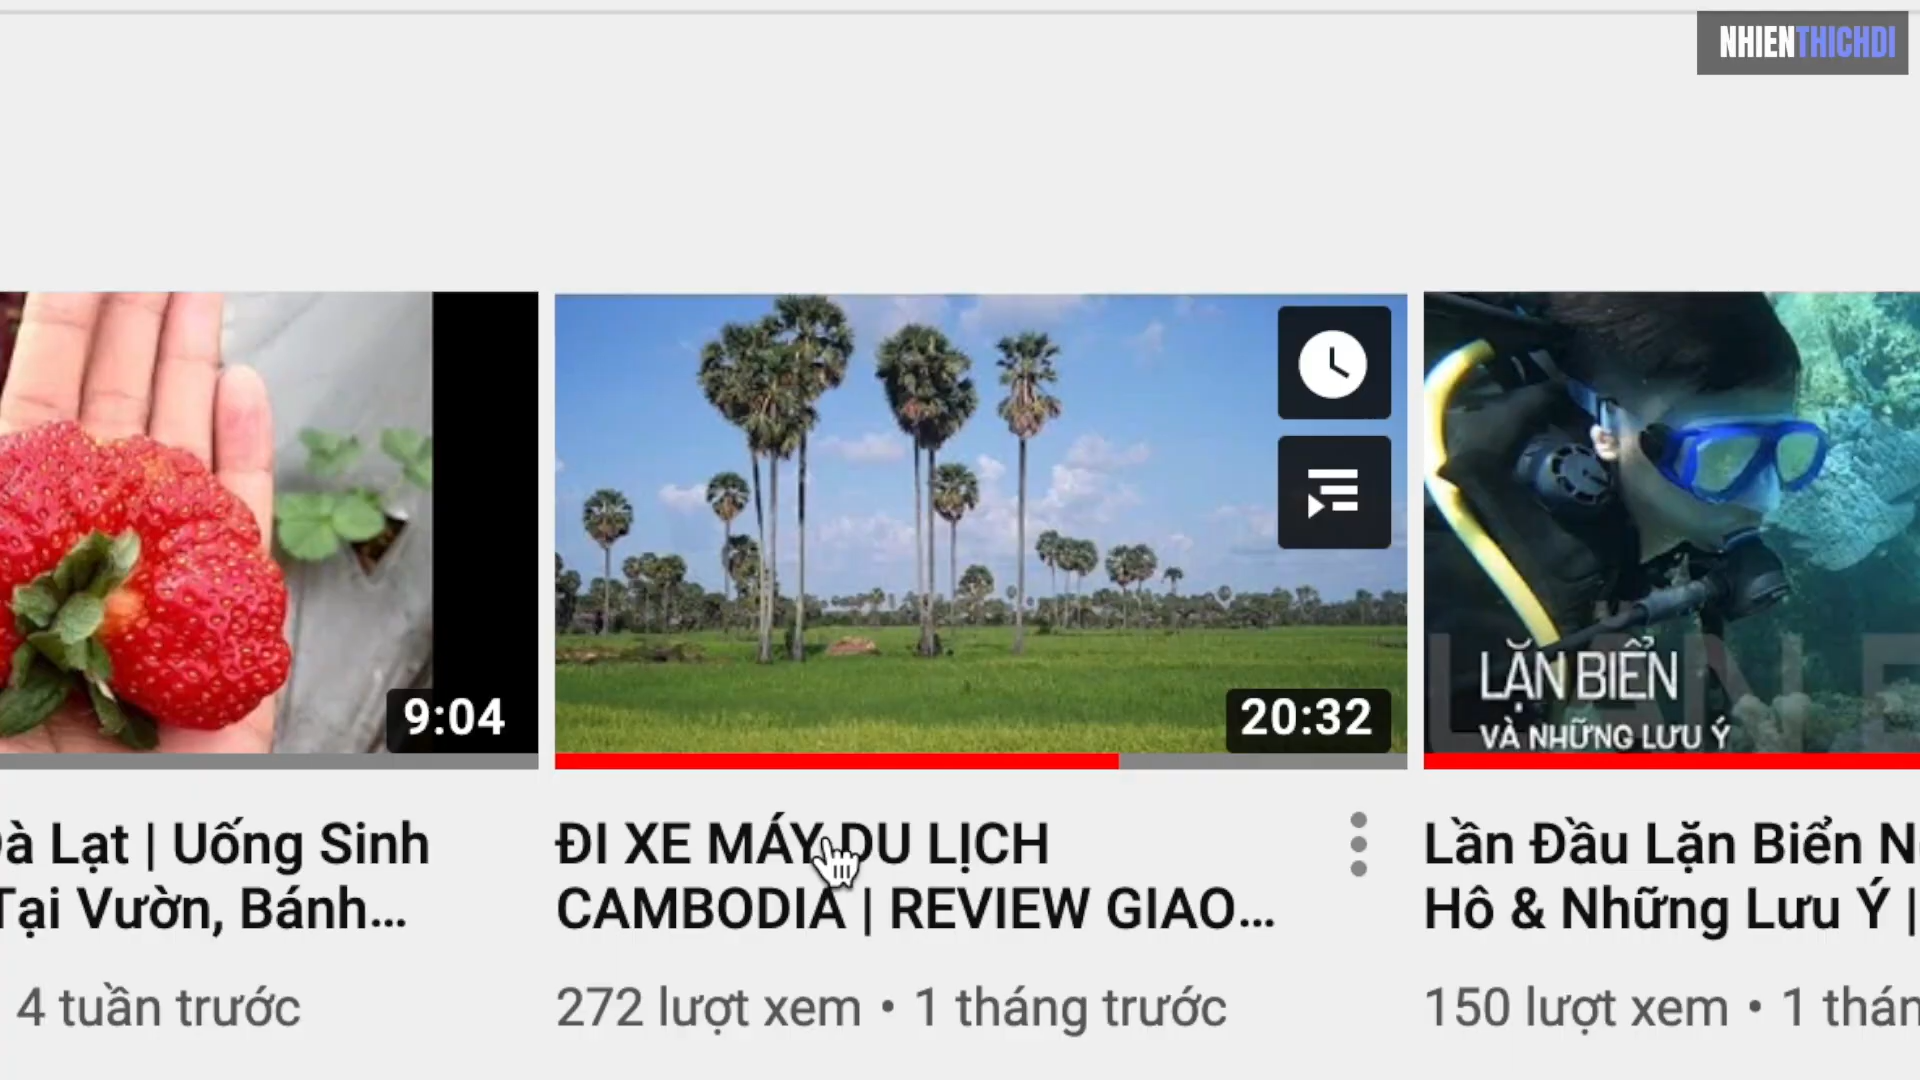 NHIENTHICHDI
9:04
20:32
LẶN BIỂN
VÀ NHỮNG LƯU Ý
Đà Lạt | Uống Sinh
Tại Vườn, Bánh...
4 tuần trước
ĐI XE MÁY DU LỊCH
CAMBODIA | REVIEW GIAO...
272 lượt xem • 1 tháng trước
Lần Đầu Lặn Biển N
Hô & Những Lưu Ý |
150 lượt xem • 1 thán